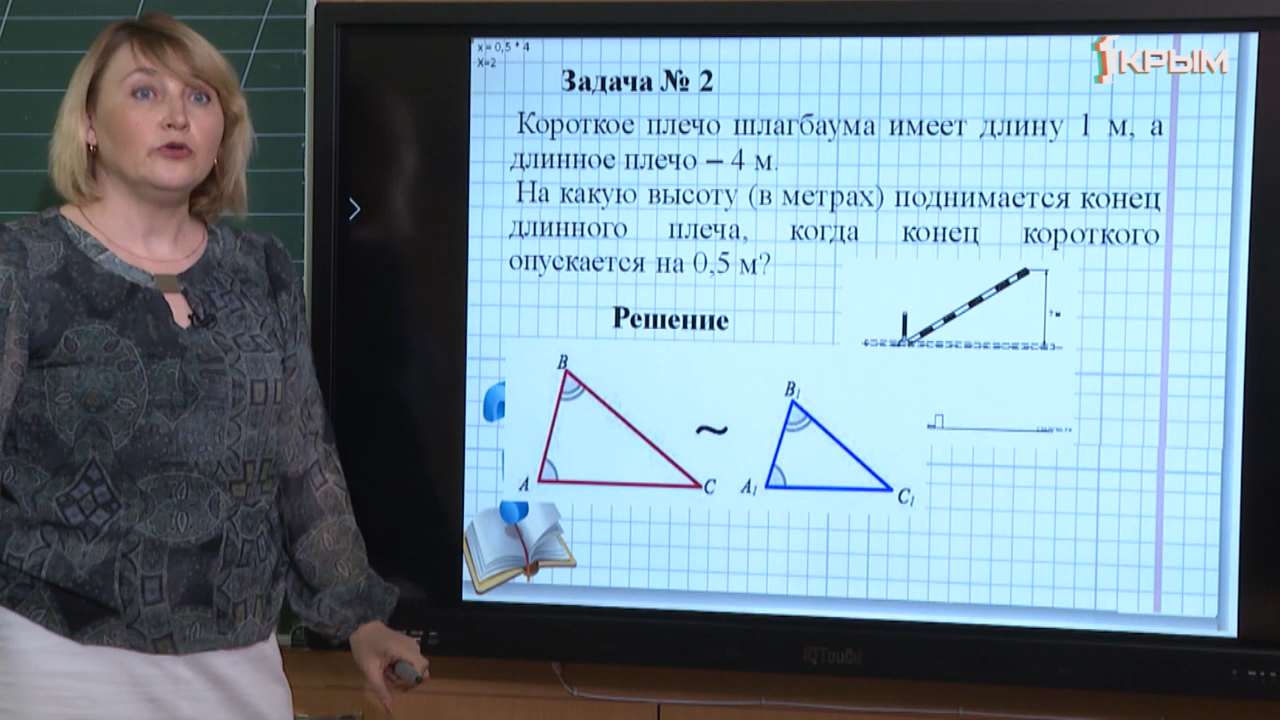 x= 0,5 * 4
X=2
1КРЫМ
Задача № 2
Короткое плечо шлагбаума имеет длину 1 м, а
длинное плечо – 4 м.
На какую высоту (в метрах) поднимается конец
длинного плеча, когда конец короткого
опускается на 0,5 м?
? м
Решение
B
A
C
~
B₁
A₁
C₁
IQTouch